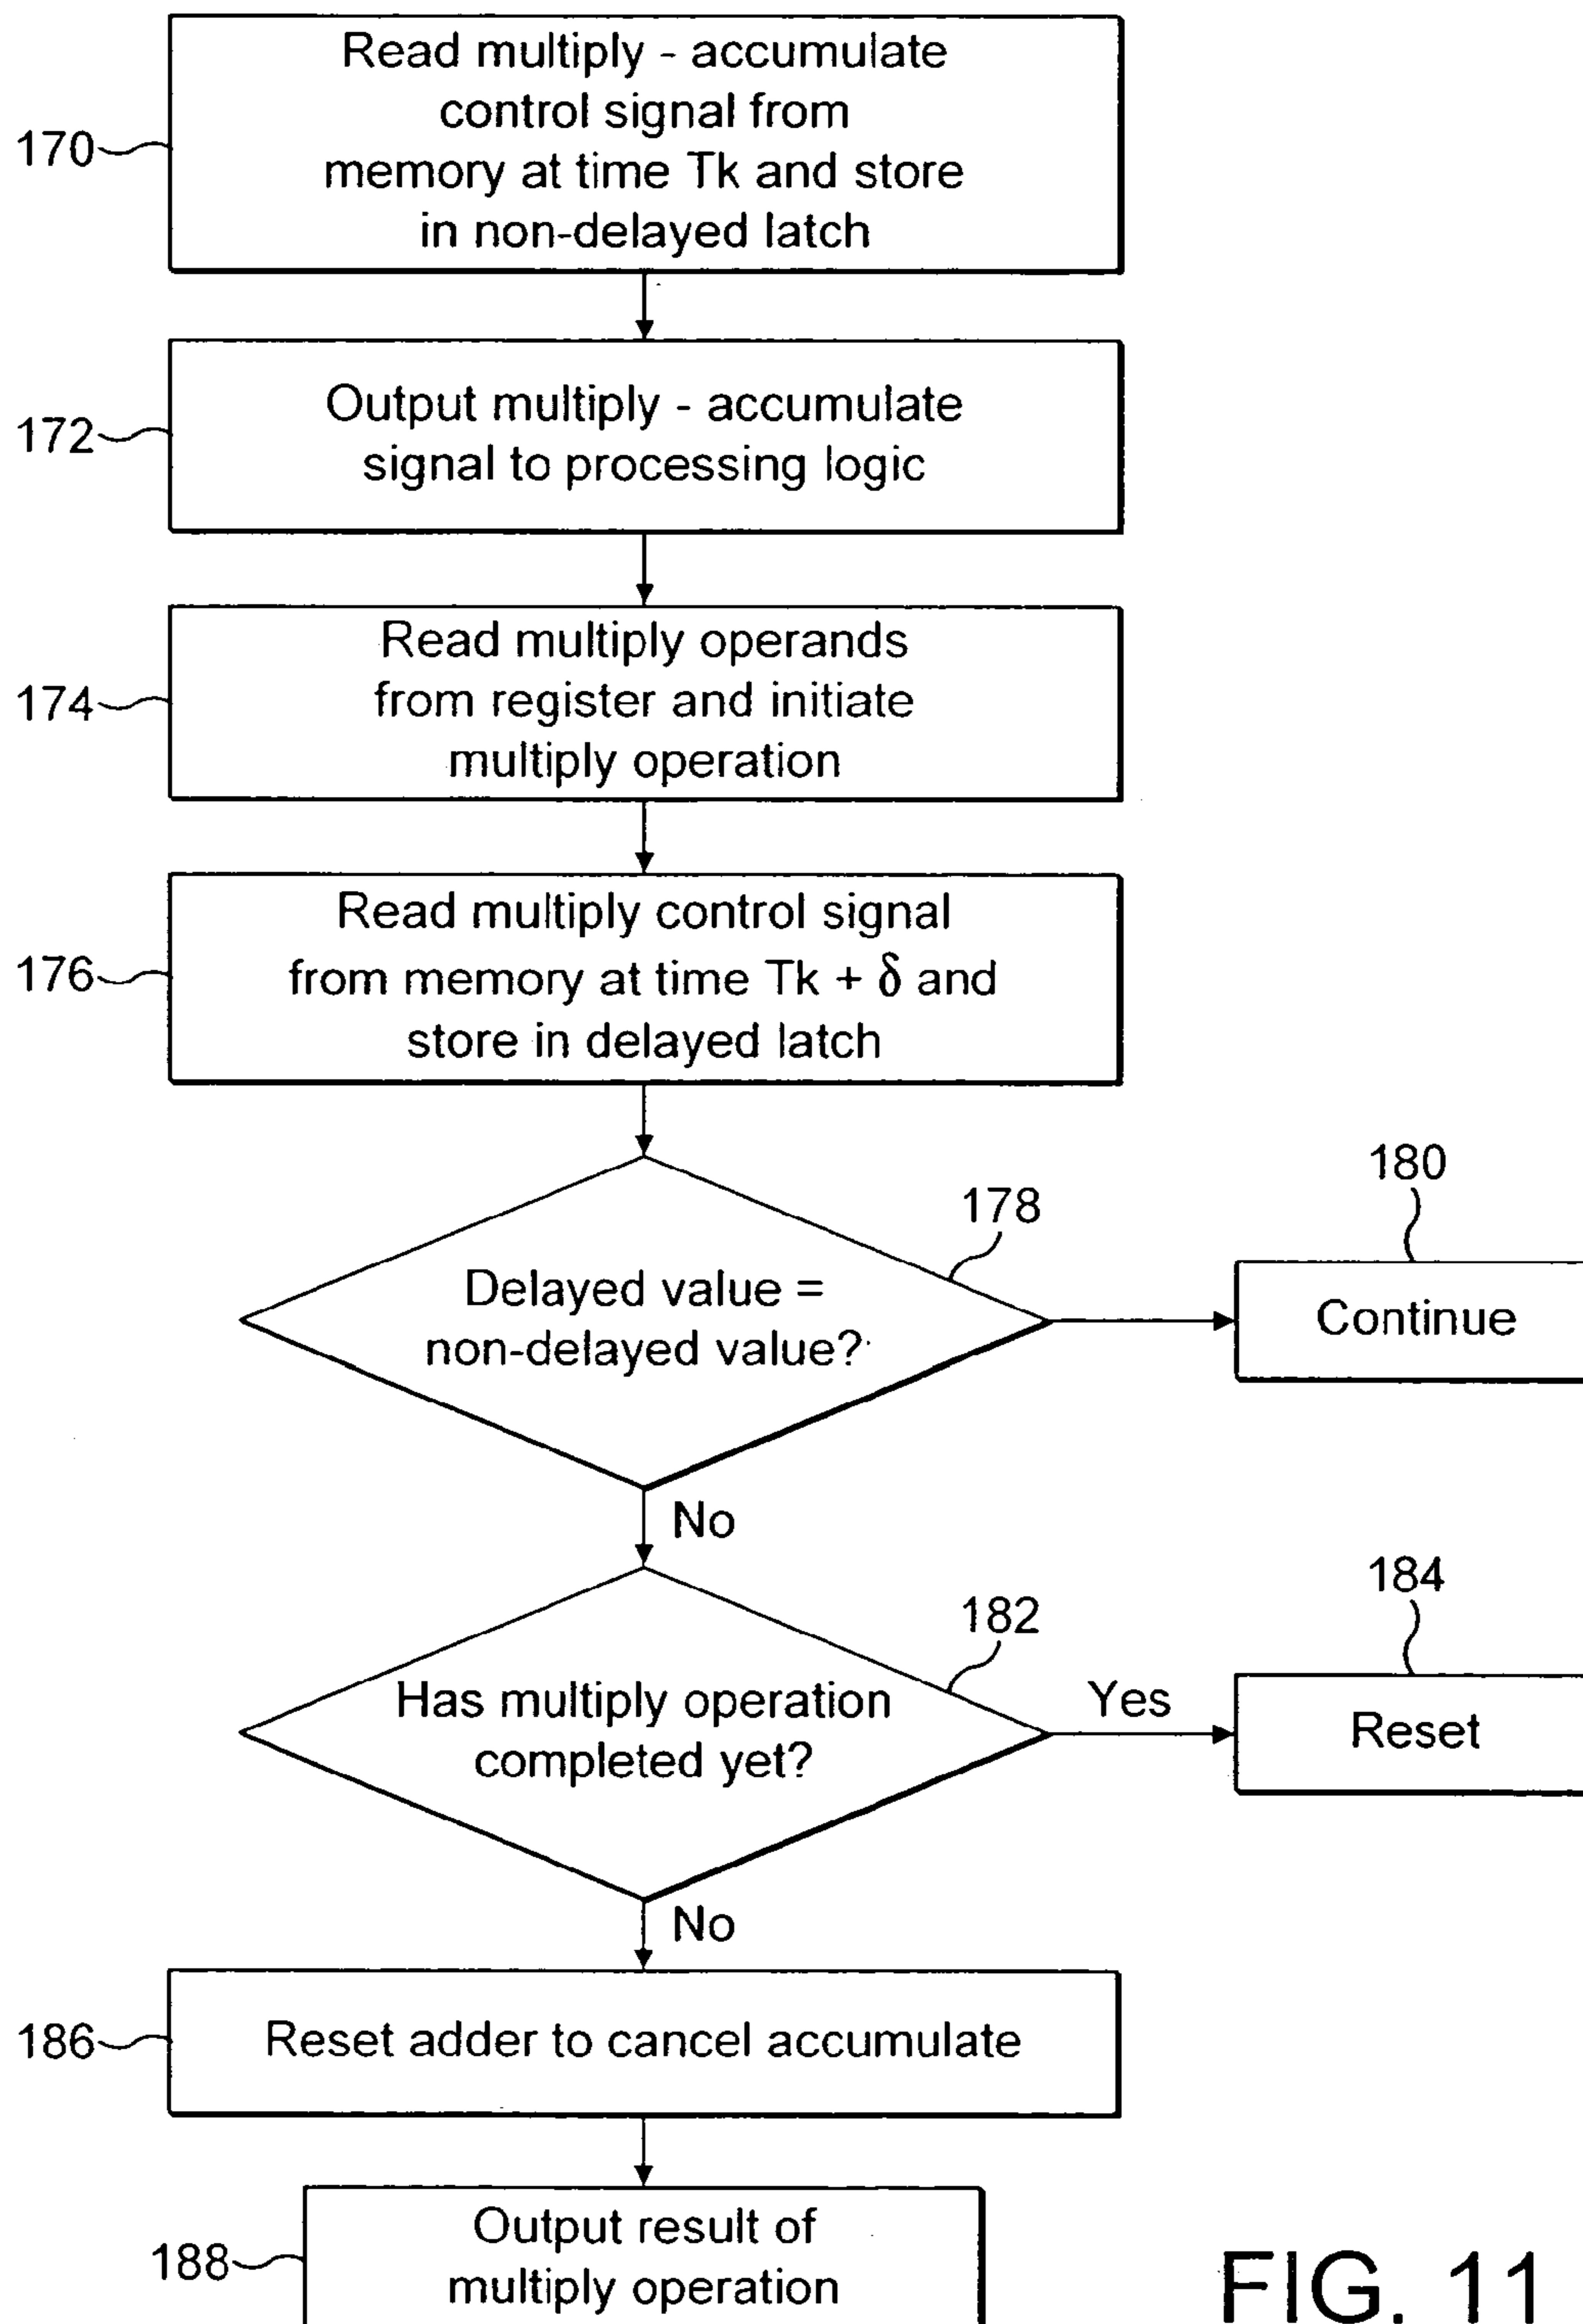 Read multiply - accumulate
control signal from
memory at time Tk and store
in non-delayed latch
170
Output multiply - accumulate
signal to processing logic
172
Read multiply operands
from register and initiate
multiply operation
174
Read multiply control signal
from memory at time Tk + δ and
store in delayed latch
176
Delayed value =
non-delayed value?
178
180
Continue
No
Has multiply operation
completed yet?
182
Yes
184
Reset
No
186
Reset adder to cancel accumulate
188
Output result of
multiply operation
FIG. 11